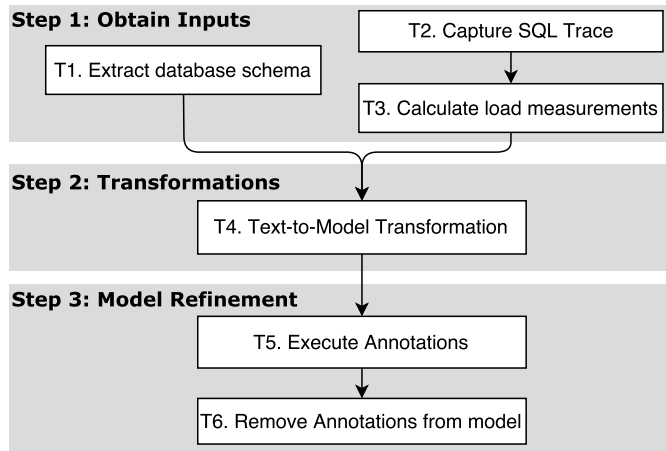 Step 1: Obtain Inputs
T1. Extract database schema
T2. Capture SQL Trace
T3. Calculate load measurements
Step 2: Transformations
T4. Text-to-Model Transformation
Step 3: Model Refinement
T5. Execute Annotations
T6. Remove Annotations from model